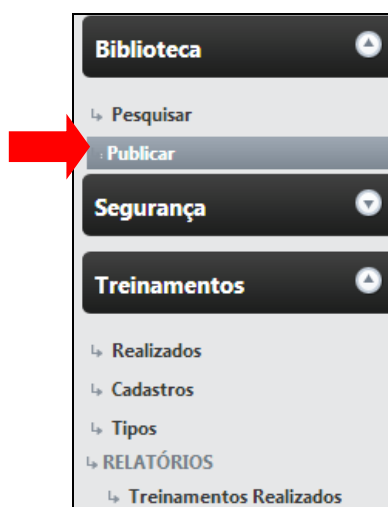 Biblioteca
Pesquisar
Publicar
Segurança
Treinamentos
Realizados
Cadastros
Tipos
RELATÓRIOS
Treinamentos Realizados